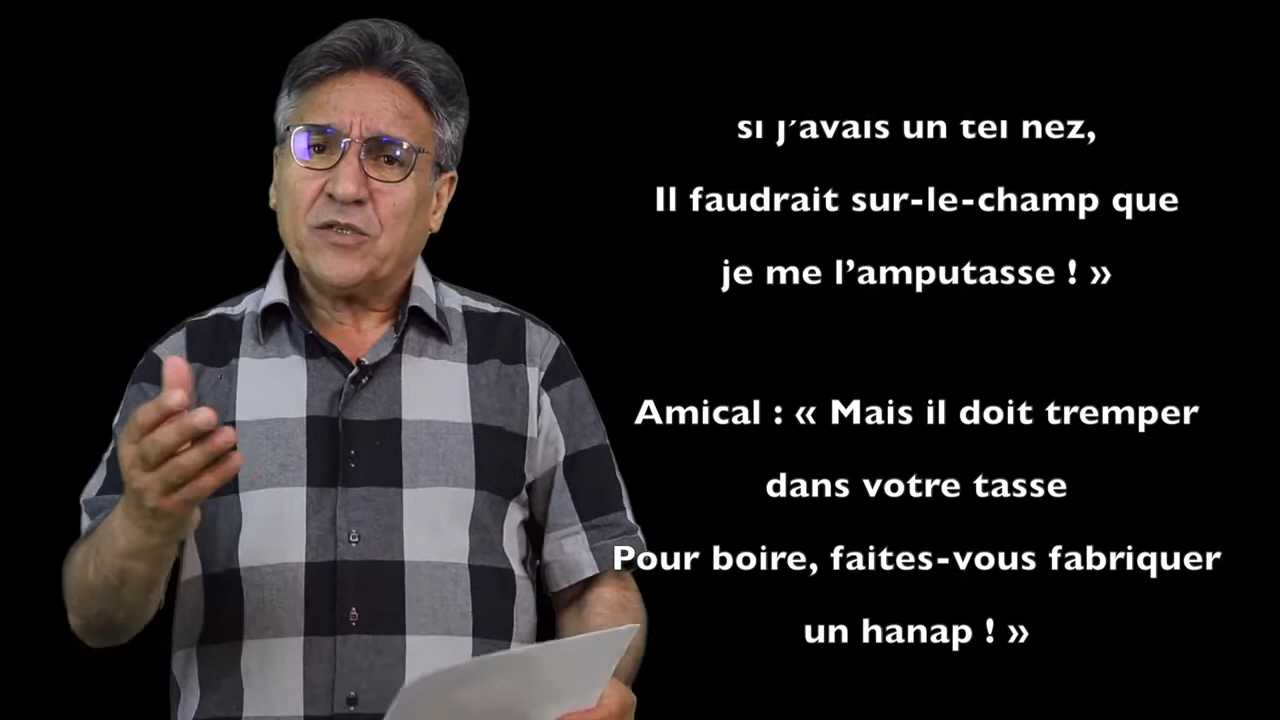 si j’avais un tel nez,
Il faudrait sur-le-champ que
je me l’amputasse ! »
Amical : « Mais il doit tremper
dans votre tasse
Pour boire, faites-vous fabriquer
un hanap ! »